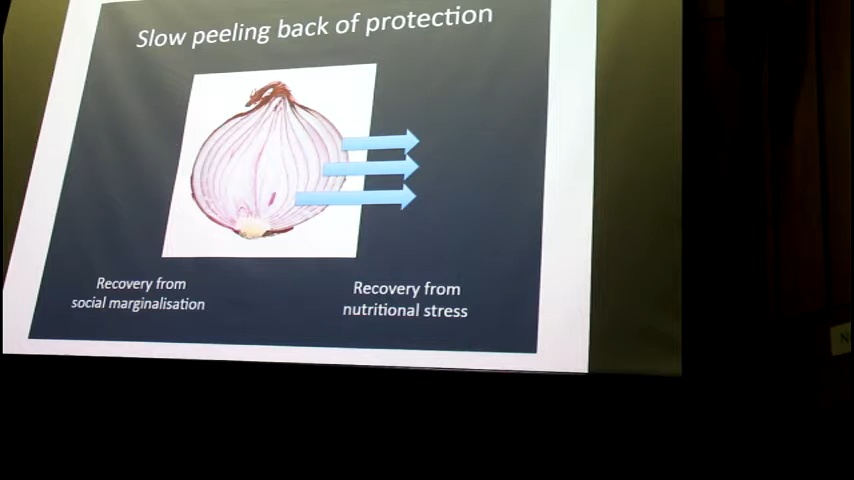 Slow peeling back of protection
Recovery from
social marginalisation
Recovery from
nutritional stress